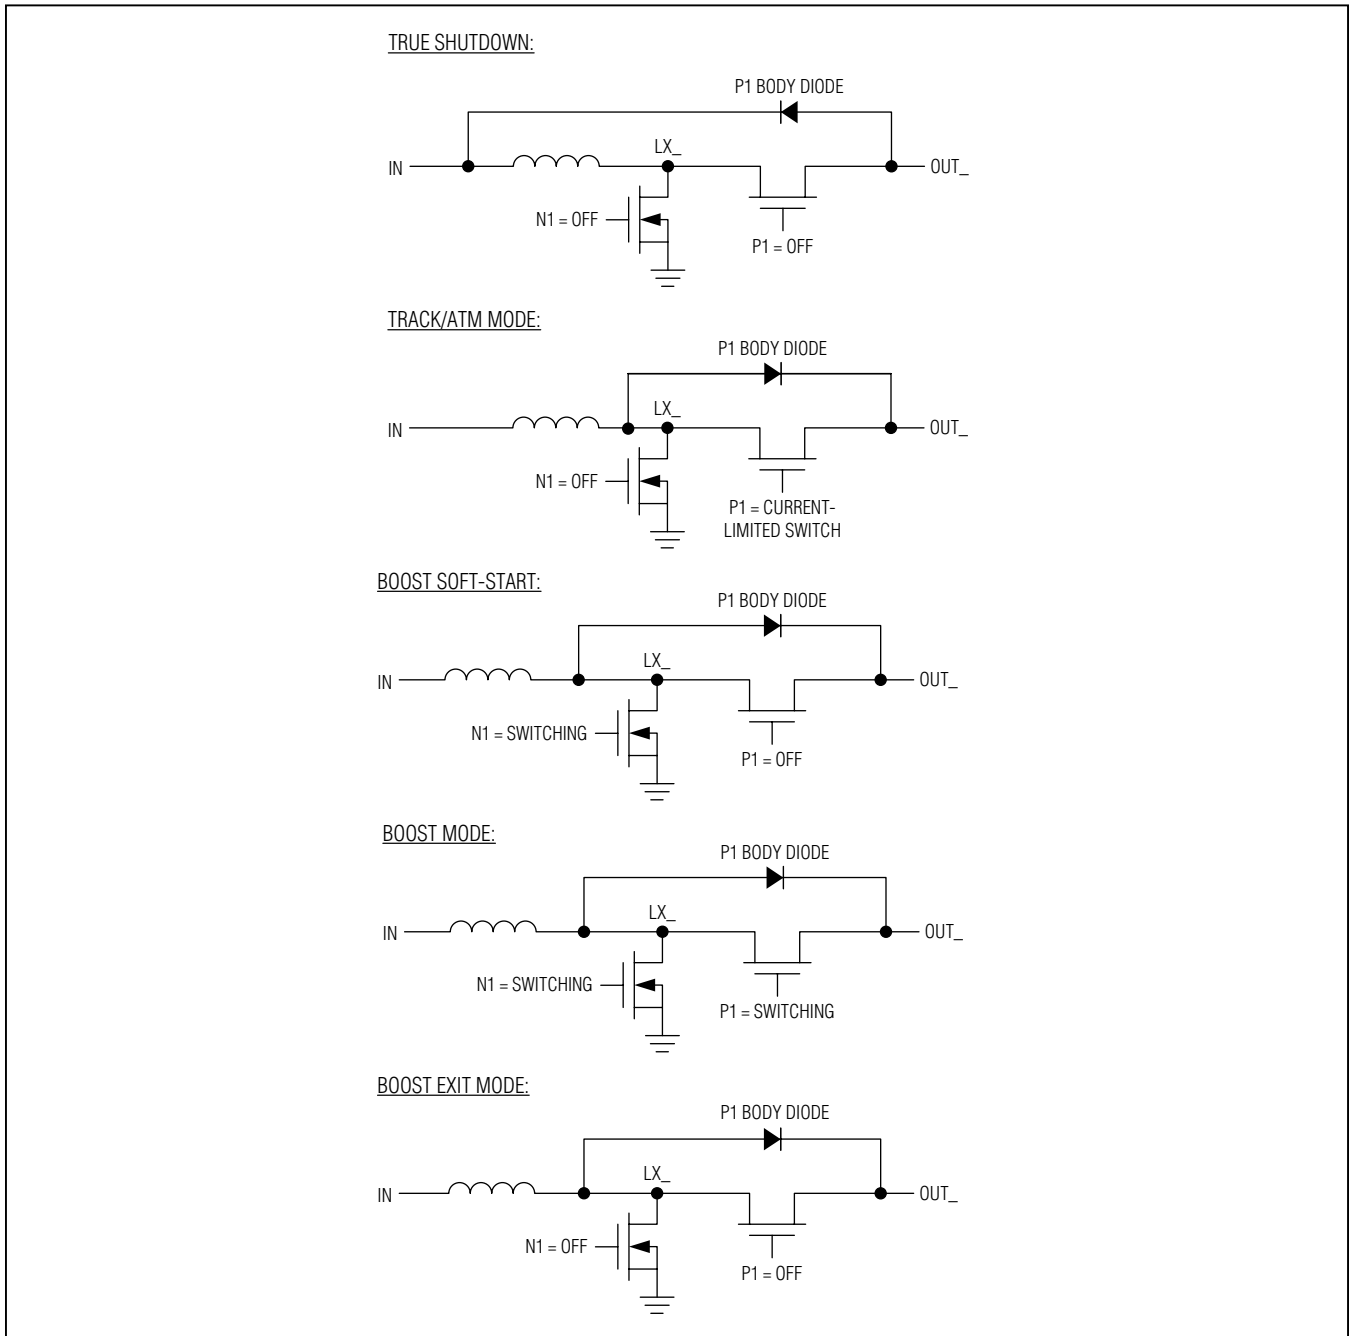 TRUE SHUTDOWN:
P1 BODY DIODE
IN
LX_
OUT_
N1 = OFF
P1 = OFF
TRACK/ATM MODE:
P1 BODY DIODE
IN
LX_
OUT_
N1 = OFF
P1 = CURRENT-
LIMITED SWITCH
BOOST SOFT-START:
P1 BODY DIODE
IN
LX_
OUT_
N1 = SWITCHING
P1 = OFF
BOOST MODE:
P1 BODY DIODE
IN
LX_
OUT_
N1 = SWITCHING
P1 = SWITCHING
BOOST EXIT MODE:
P1 BODY DIODE
IN
LX_
OUT_
N1 = OFF
P1 = OFF